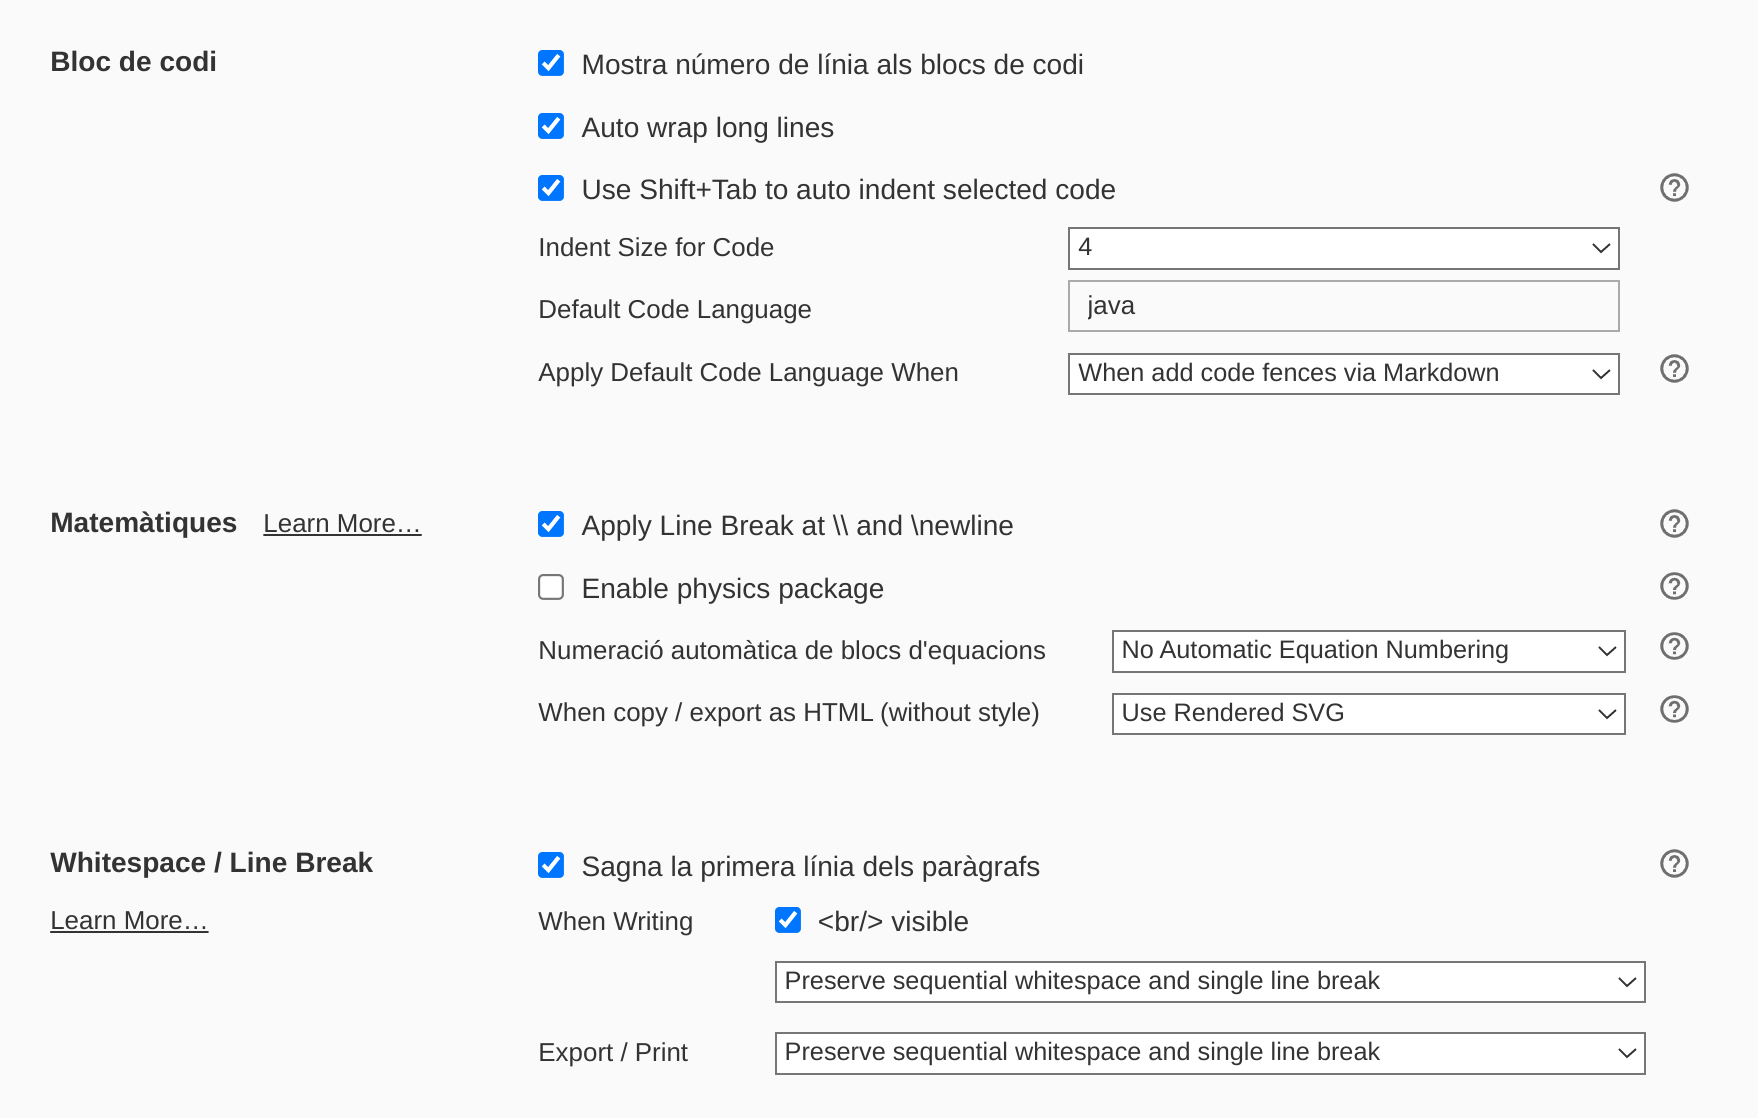 Bloc de codi
Mostra número de línia als blocs de codi
Auto wrap long lines
Use Shift+Tab to auto indent selected code
Indent Size for Code 4
Default Code Language java
Apply Default Code Language When When add code fences via Markdown
Matemàtiques Learn More…
Apply Line Break at \\ and \newline
Enable physics package
Numeració automàtica de blocs d'equacions No Automatic Equation Numbering
When copy / export as HTML (without style) Use Rendered SVG
Whitespace / Line Break
Sagna la primera línia dels paràgrafs
Learn More…
When Writing <br/> visible
Preserve sequential whitespace and single line break
Export / Print Preserve sequential whitespace and single line break